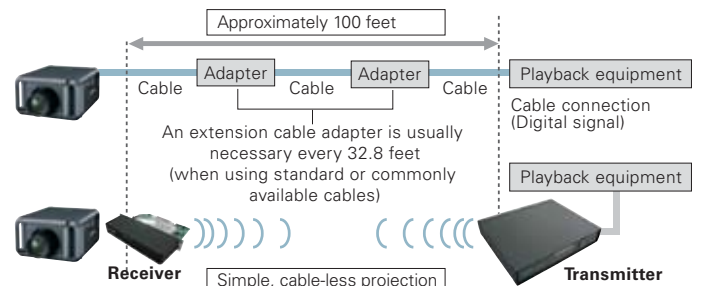 Approximately 100 feet
Cable
Adapter
Cable
Adapter
Cable
Playback equipment
Cable connection
(Digital signal)
An extension cable adapter is usually
necessary every 32.8 feet
(when using standard or commonly
available cables)
Playback equipment
Receiver
Transmitter
Simple, cable-less projection